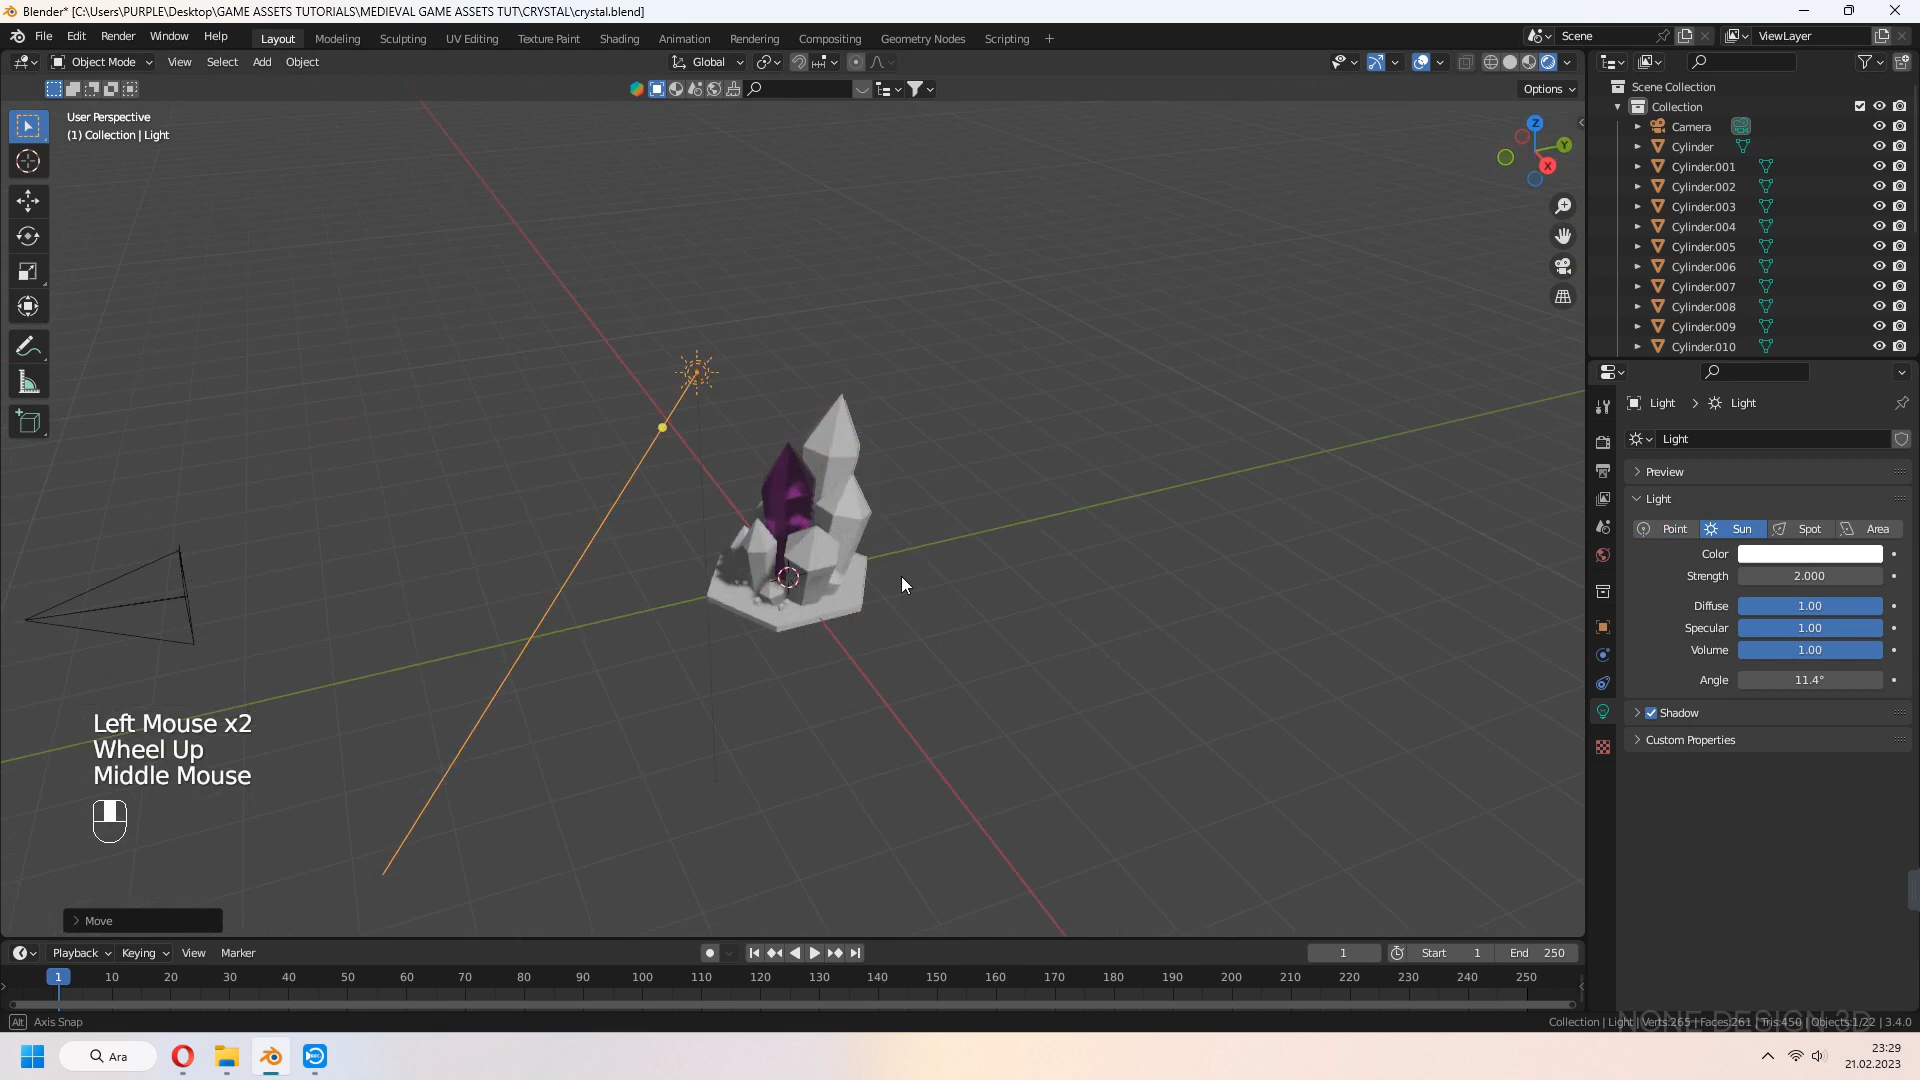 Blender* [C:\Users\PURPLE\Desktop\GAME ASSETS TUTORIALS\MEDIEVAL GAME ASSETS TUT\CRYSTAL\crystal.blend]
File Edit Render Window Help Layout Modeling Sculpting UV Editing Texture Paint Shading Animation Rendering Compositing Geometry Nodes Scripting + Scene ViewLayer
Object Mode View Select Add Object Global
Options
User Perspective
(1) Collection | Light
Z
Y
X
Scene Collection
Collection
Camera
Cylinder
Cylinder.001
Cylinder.002
Cylinder.003
Cylinder.004
Cylinder.005
Cylinder.006
Cylinder.007
Cylinder.008
Cylinder.009
Cylinder.010
Light > Light
Light
Preview
Light
Point Sun Spot Area
Color
Strength 2.000
Diffuse 1.00
Specular 1.00
Volume 1.00
Angle 11.4°
Shadow
Custom Properties
Left Mouse x2
Wheel Up
Middle Mouse
Move
Playback Keying View Marker 1 Start 1 End 250
1 10 20 30 40 50 60 70 80 90 100 110 120 130 140 150 160 170 180 190 200 210 220 230 240 250
Alt Axis Snap
Collection | Light | Verts:265 | Faces:261 | Tris:450 | Objects:1/22 | 3.4.0
NONE DESIGN 3D
Ara
23:29
21.02.2023